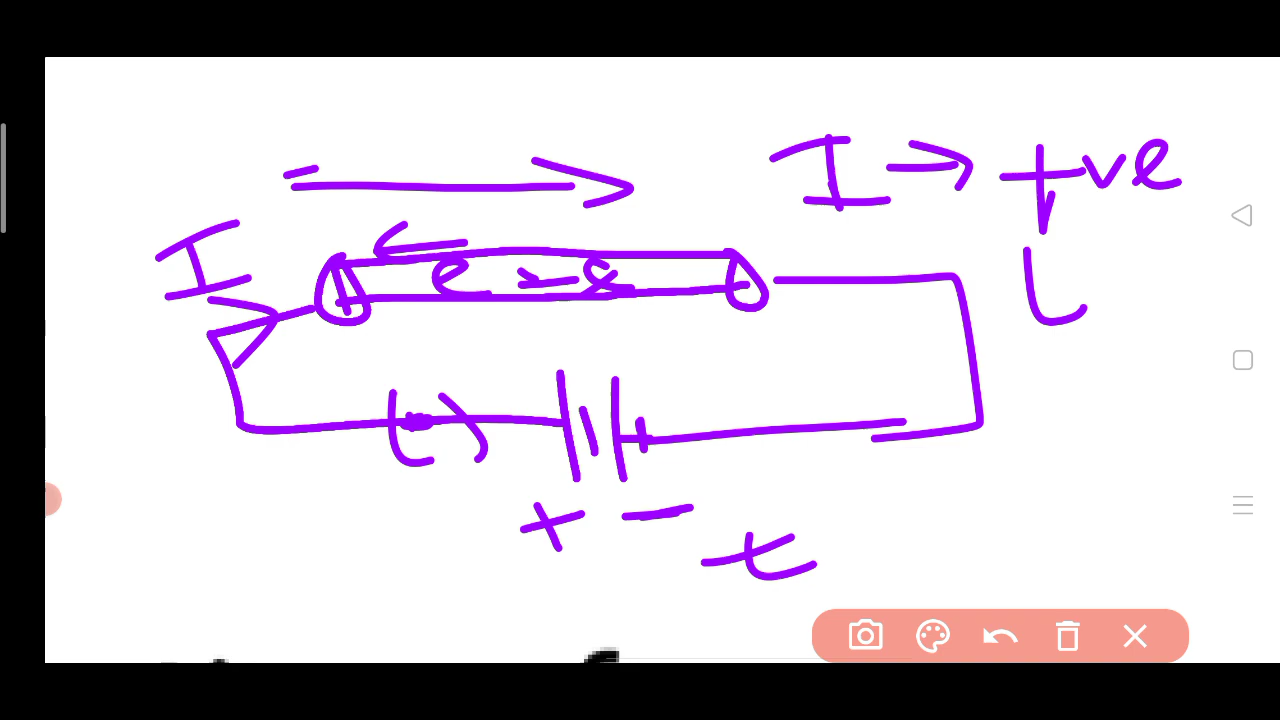 I → +ve
I
e e
+ -
t